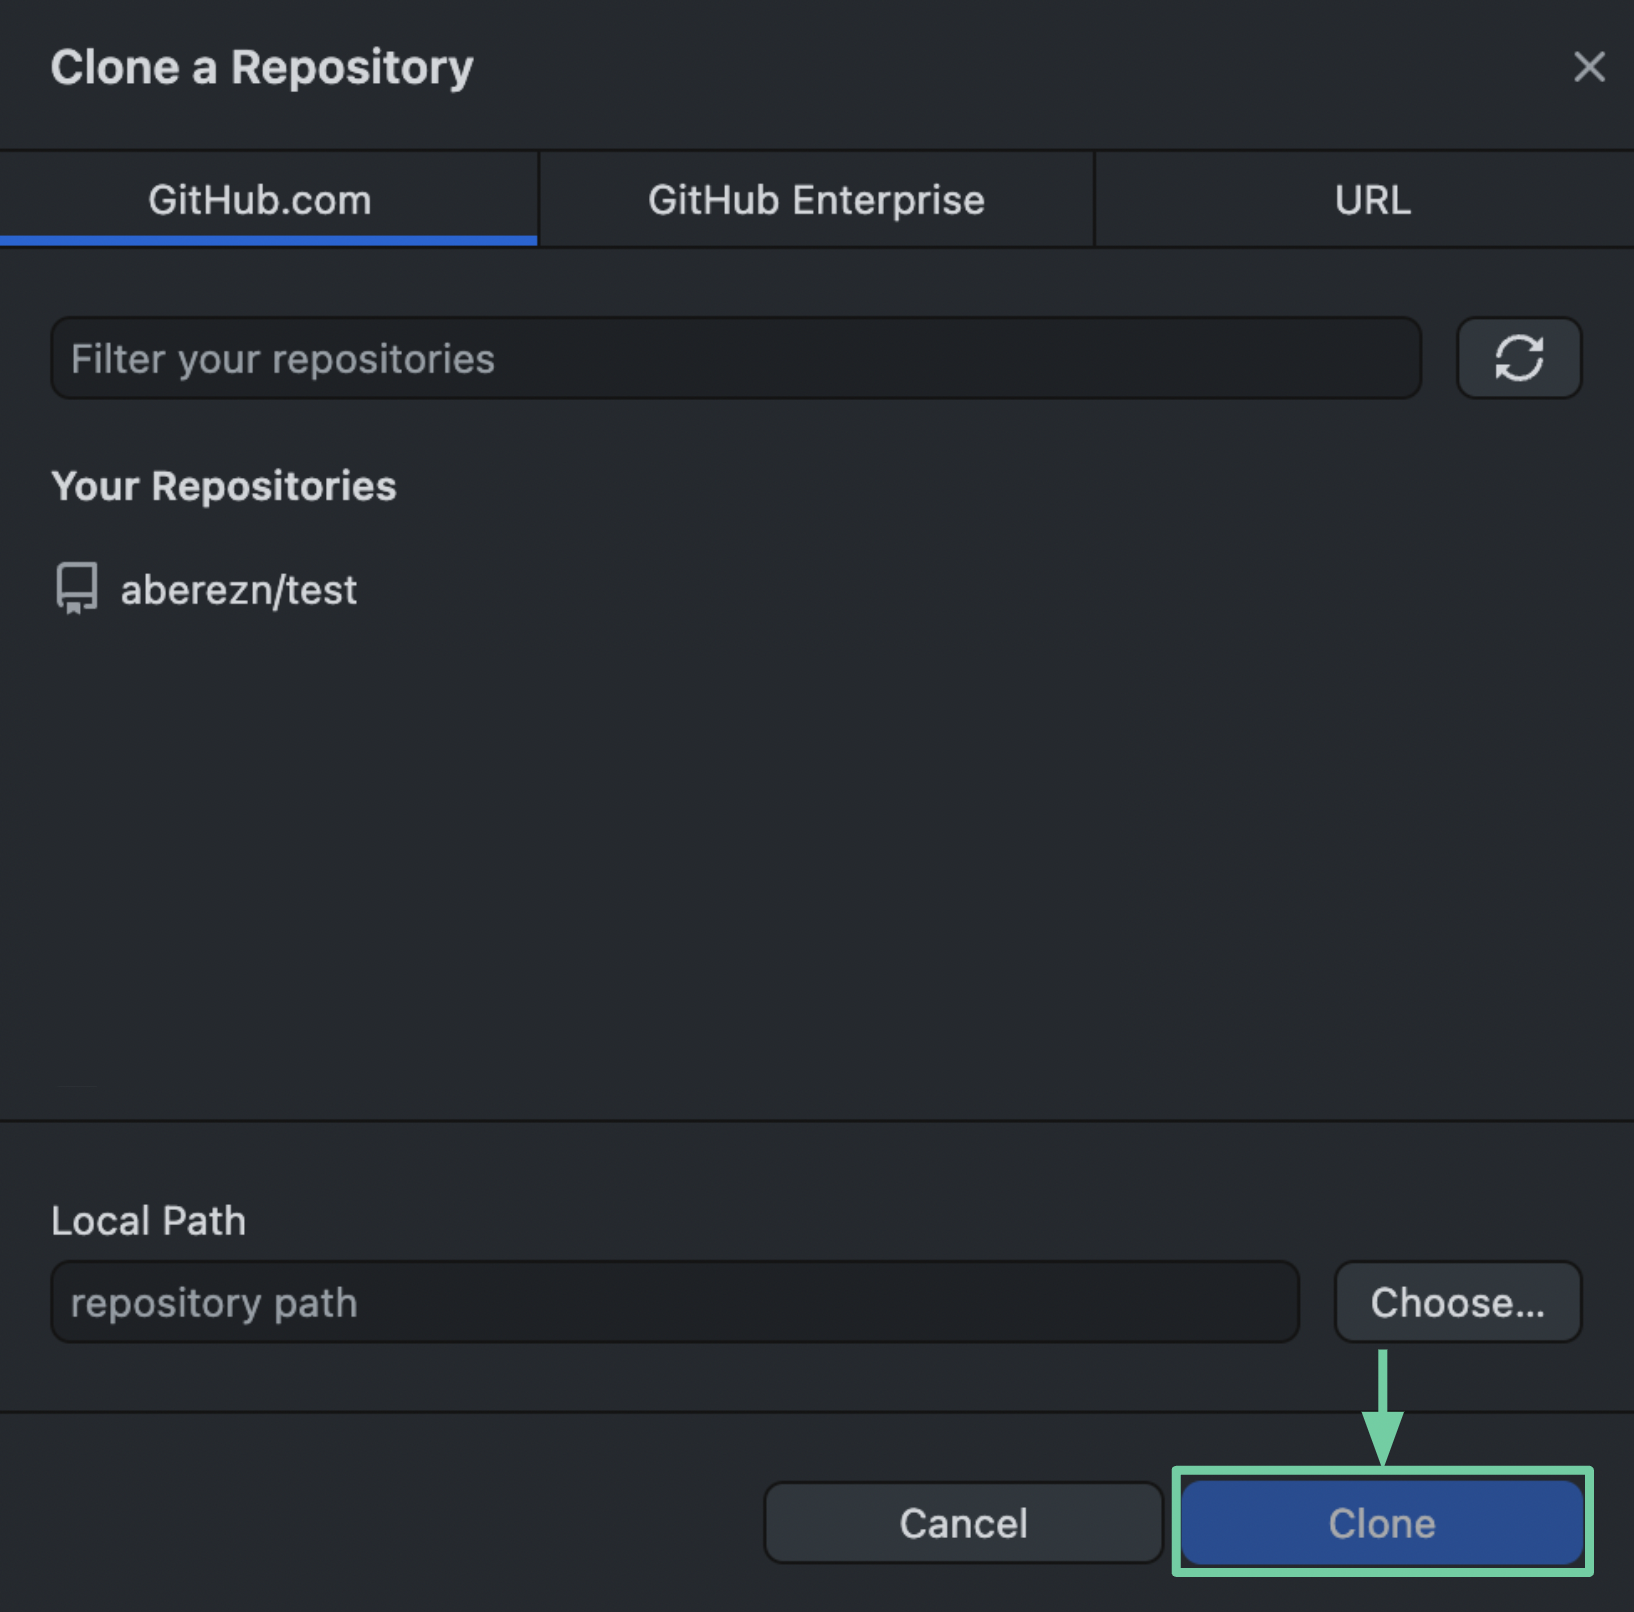 Clone a Repository
GitHub.com
GitHub Enterprise
URL
Filter your repositories
Your Repositories
aberezn/test
Local Path
repository path
Choose...
Cancel
Clone